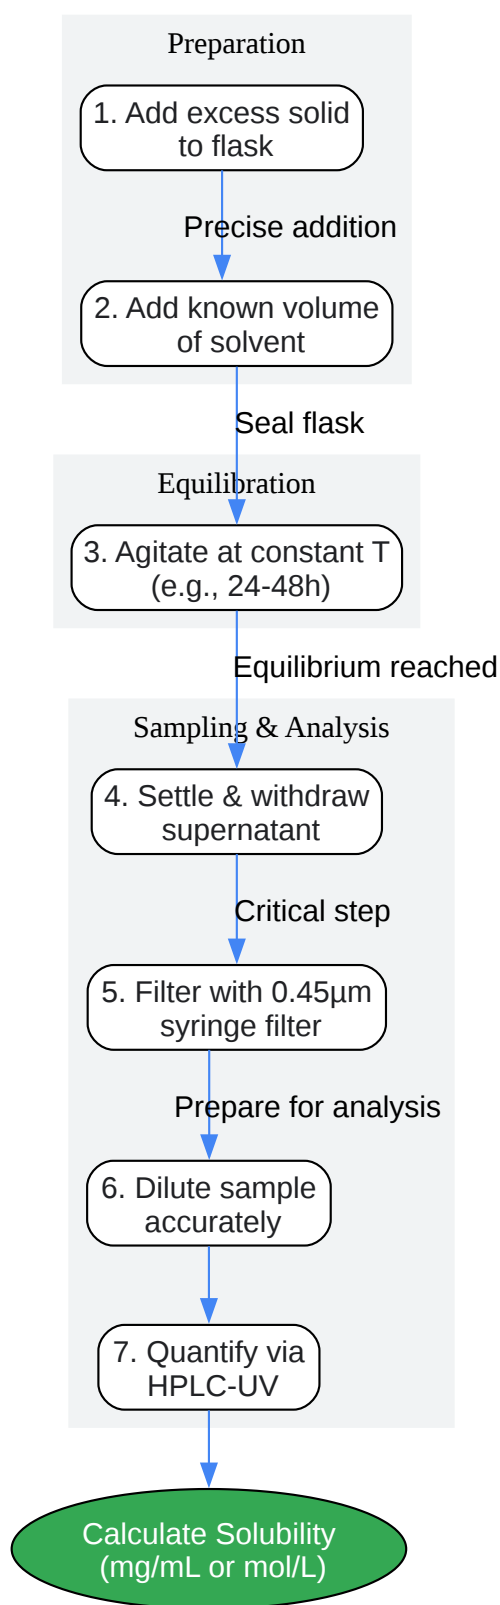 Preparation
1. Add excess solid
to flask
Precise addition
2. Add known volume
of solvent
Seal flask
Equilibration
3. Agitate at constant T
(e.g., 24-48h)
Equilibrium reached
Sampling & Analysis
4. Settle & withdraw
supernatant
Critical step
5. Filter with 0.45µm
syringe filter
Prepare for analysis
6. Dilute sample
accurately
7. Quantify via
HPLC-UV
Calculate Solubility
(mg/mL or mol/L)